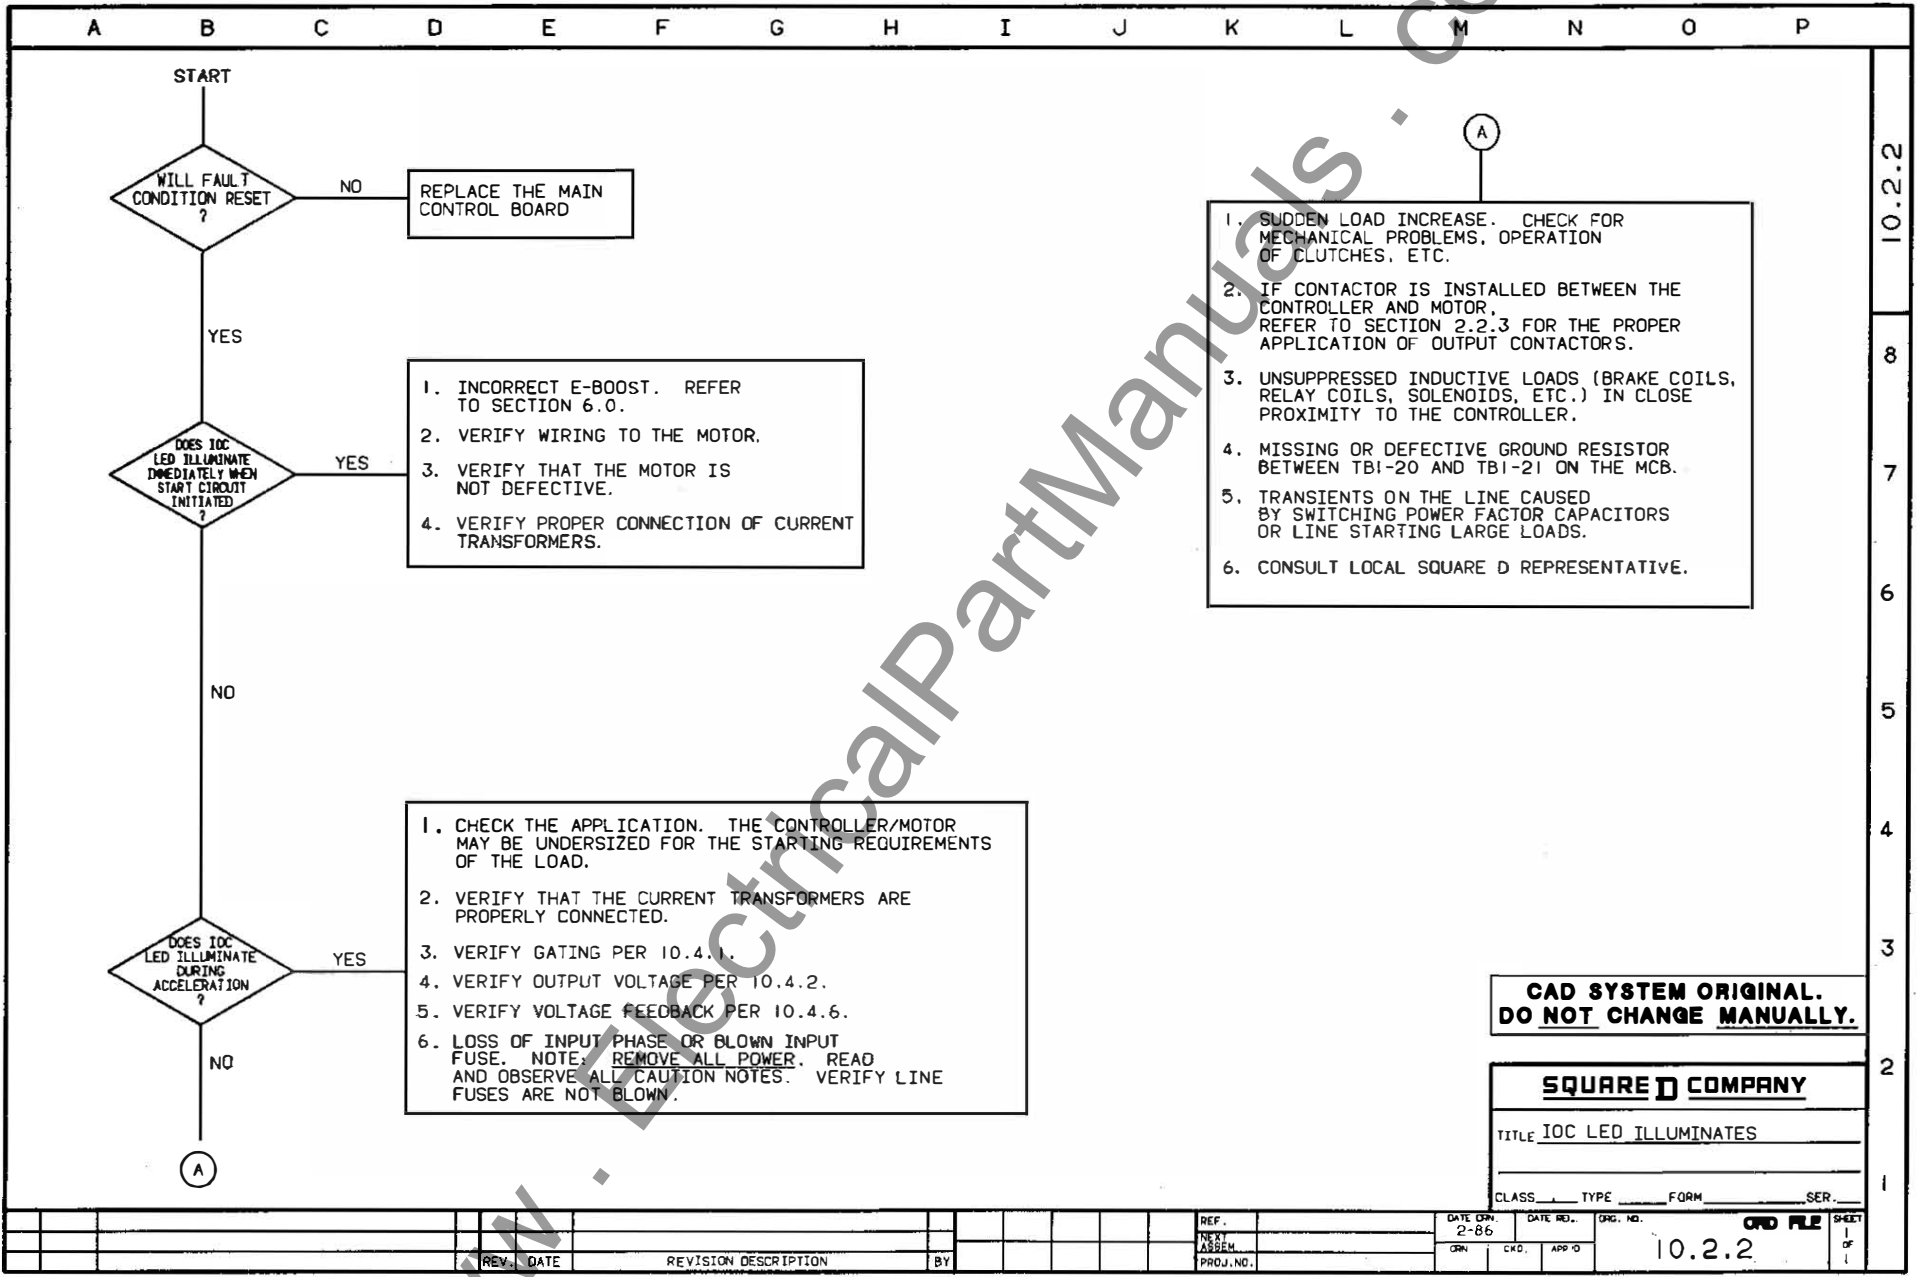 A B C D E F G H I J K L M N O P
START
WILL FAULT
CONDITION RESET
?
NO
REPLACE THE MAIN
CONTROL BOARD
YES
DOES IOC
LED ILLUMINATE
IMMEDIATELY WHEN
START CIRCUIT
INITIATED
?
YES
1. INCORRECT E-BOOST. REFER
TO SECTION 6.0.
2. VERIFY WIRING TO THE MOTOR.
3. VERIFY THAT THE MOTOR IS
NOT DEFECTIVE.
4. VERIFY PROPER CONNECTION OF CURRENT
TRANSFORMERS.
NO
DOES IOC
LED ILLUMINATE
DURING
ACCELERATION
?
YES
1. CHECK THE APPLICATION. THE CONTROLLER/MOTOR
MAY BE UNDERSIZED FOR THE STARTING REQUIREMENTS
OF THE LOAD.
2. VERIFY THAT THE CURRENT TRANSFORMERS ARE
PROPERLY CONNECTED.
3. VERIFY GATING PER 10.4.1.
4. VERIFY OUTPUT VOLTAGE PER 10.4.2.
5. VERIFY VOLTAGE FEEDBACK PER 10.4.6.
6. LOSS OF INPUT PHASE OR BLOWN INPUT
FUSE. NOTE: REMOVE ALL POWER. READ
AND OBSERVE ALL CAUTION NOTES. VERIFY LINE
FUSES ARE NOT BLOWN.
NO
A
A
1. SUDDEN LOAD INCREASE. CHECK FOR
MECHANICAL PROBLEMS, OPERATION
OF CLUTCHES, ETC.
2. IF CONTACTOR IS INSTALLED BETWEEN THE
CONTROLLER AND MOTOR,
REFER TO SECTION 2.2.3 FOR THE PROPER
APPLICATION OF OUTPUT CONTACTORS.
3. UNSUPPRESSED INDUCTIVE LOADS (BRAKE COILS,
RELAY COILS, SOLENOIDS, ETC.) IN CLOSE
PROXIMITY TO THE CONTROLLER.
4. MISSING OR DEFECTIVE GROUND RESISTOR
BETWEEN TB1-20 AND TB1-21 ON THE MCB.
5. TRANSIENTS ON THE LINE CAUSED
BY SWITCHING POWER FACTOR CAPACITORS
OR LINE STARTING LARGE LOADS.
6. CONSULT LOCAL SQUARE D REPRESENTATIVE.
10.2.2
8
7
6
5
4
3
2
1
CAD SYSTEM ORIGINAL.
DO NOT CHANGE MANUALLY.
SQUARE D COMPANY
TITLE IOC LED ILLUMINATES
CLASS TYPE FORM SER.
REV. DATE REVISION DESCRIPTION BY
REF.
NEXT
ASSEM.
PROJ.NO.
DATE DRN.
2-86
DATE REL.
DRN CKD. APP'D
DRG. NO.
10.2.2
SHEET
1
OF
1
www.ElectricalPartManuals.co